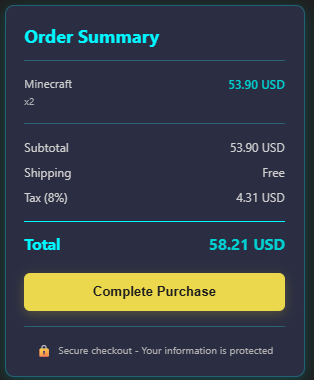 Order Summary
Minecraft 53.90 USD
x2
Subtotal 53.90 USD
Shipping Free
Tax (8%) 4.31 USD
Total 58.21 USD
Complete Purchase
Secure checkout - Your information is protected